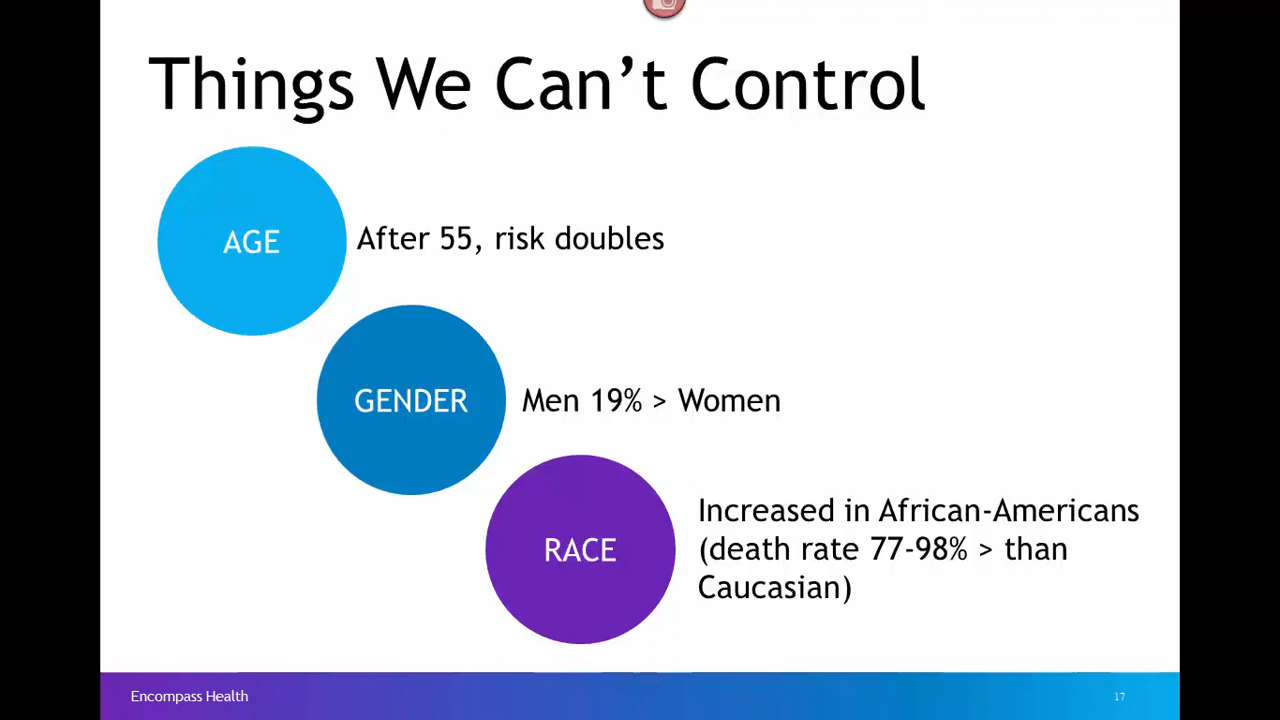 Things We Can’t Control
AGE
After 55, risk doubles
GENDER
Men 19% > Women
RACE
Increased in African-Americans
(death rate 77-98% > than
Caucasian)
Encompass Health
17